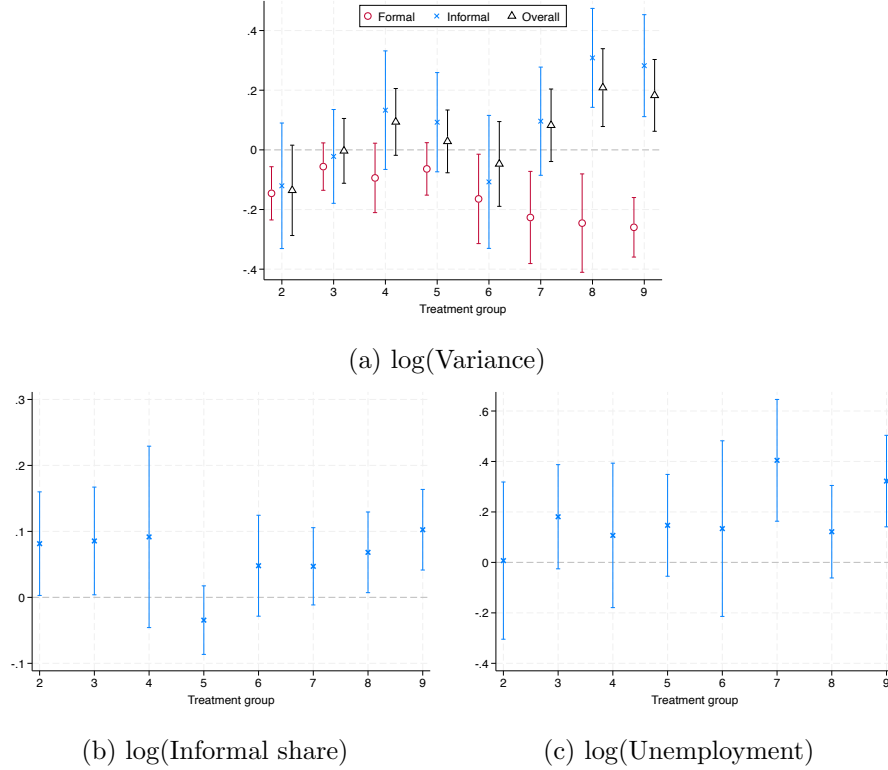 Formal Informal Overall
.4
.2
0
-.2
-.4
2 3 4 5 6 7 8 9
Treatment group
(a) log(Variance)
.3
.2
.1
0
-.1
2 3 4 5 6 7 8 9
Treatment group
(b) log(Informal share)
.6
.4
.2
0
-.2
-.4
2 3 4 5 6 7 8 9
Treatment group
(c) log(Unemployment)